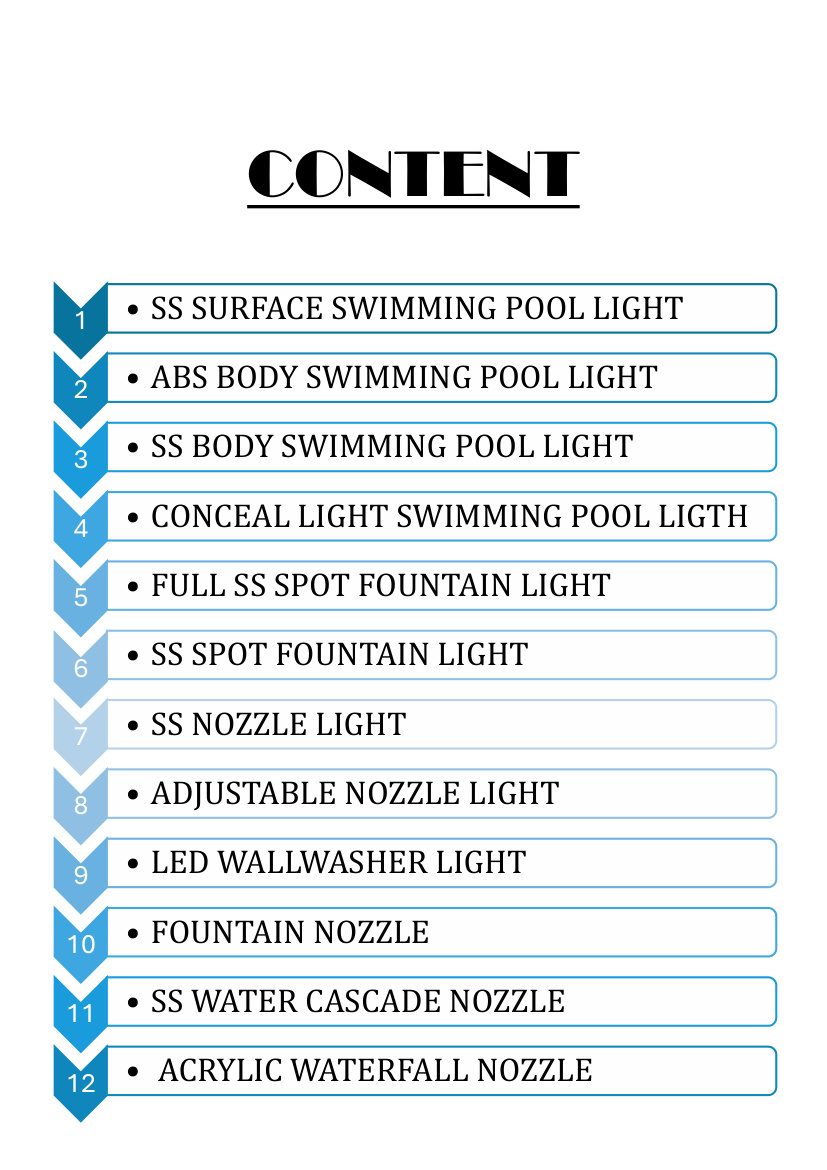 CONTENT
1 • SS SURFACE SWIMMING POOL LIGHT
2 • ABS BODY SWIMMING POOL LIGHT
3 • SS BODY SWIMMING POOL LIGHT
4 • CONCEAL LIGHT SWIMMING POOL LIGTH
5 • FULL SS SPOT FOUNTAIN LIGHT
6 • SS SPOT FOUNTAIN LIGHT
7 • SS NOZZLE LIGHT
8 • ADJUSTABLE NOZZLE LIGHT
9 • LED WALLWASHER LIGHT
10 • FOUNTAIN NOZZLE
11 • SS WATER CASCADE NOZZLE
12 • ACRYLIC WATERFALL NOZZLE